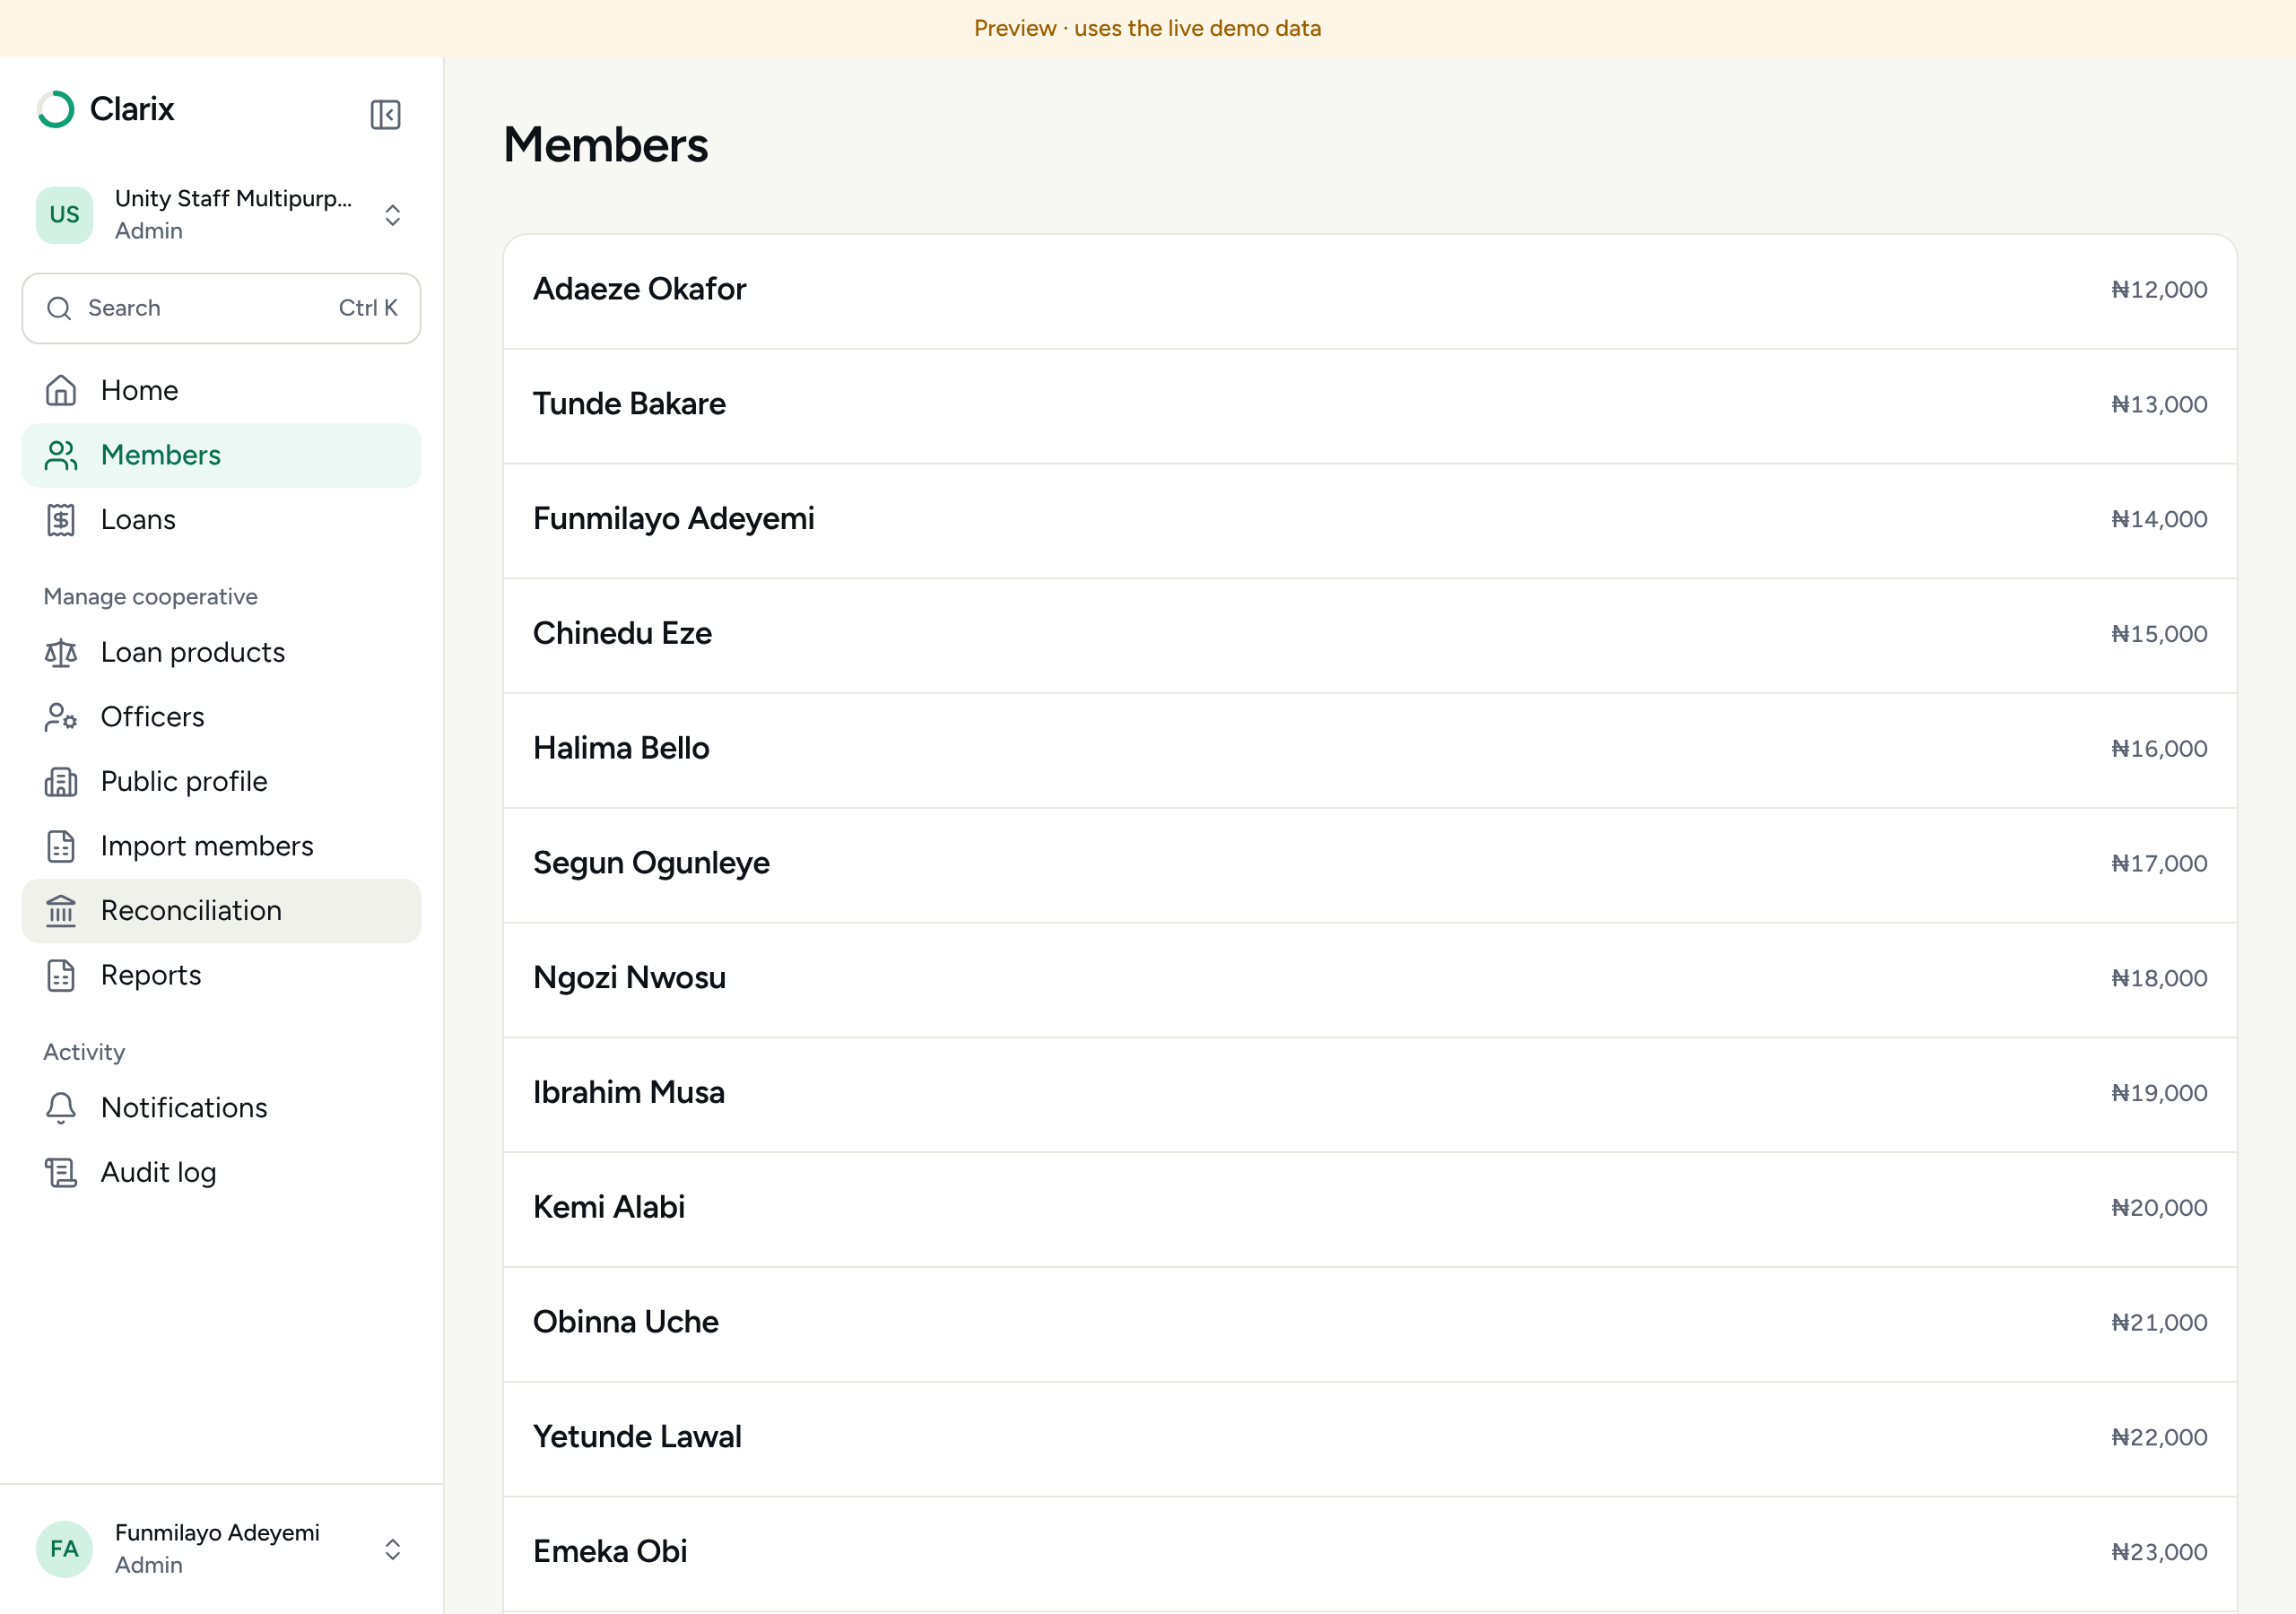 Preview · uses the live demo data
Clarix
US
Unity Staff Multipurp...
Admin
Search
Ctrl K
Home
Members
Loans
Manage cooperative
Loan products
Officers
Public profile
Import members
Reconciliation
Reports
Activity
Notifications
Audit log
FA
Funmilayo Adeyemi
Admin
Members
Adaeze Okafor ₦12,000
Tunde Bakare ₦13,000
Funmilayo Adeyemi ₦14,000
Chinedu Eze ₦15,000
Halima Bello ₦16,000
Segun Ogunleye ₦17,000
Ngozi Nwosu ₦18,000
Ibrahim Musa ₦19,000
Kemi Alabi ₦20,000
Obinna Uche ₦21,000
Yetunde Lawal ₦22,000
Emeka Obi ₦23,000